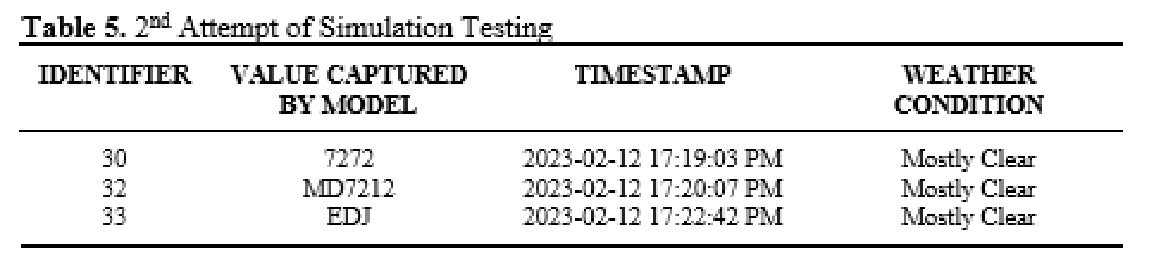 Table 5. 2nd Attempt of Simulation Testing
IDENTIFIER VALUE CAPTURED BY MODEL TIMESTAMP WEATHER CONDITION
30 7272 2023-02-12 17:19:03 PM Mostly Clear
32 MD7212 2023-02-12 17:20:07 PM Mostly Clear
33 EDJ 2023-02-12 17:22:42 PM Mostly Clear